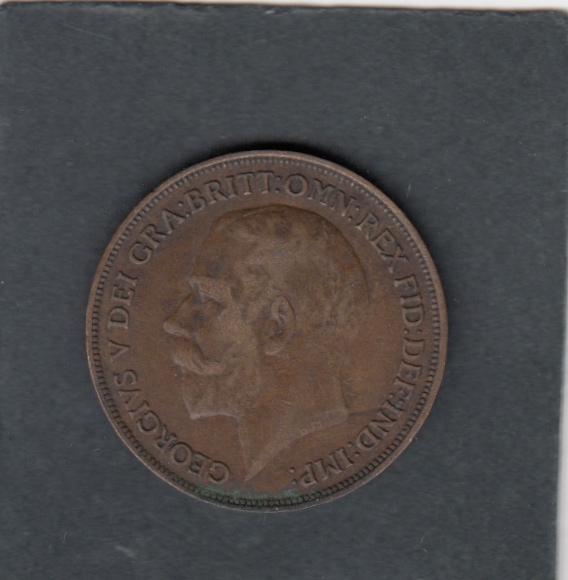 GEORGIVS V DEI GRA:BRITT:OMN:REX FID:DEF:IND:IMP: